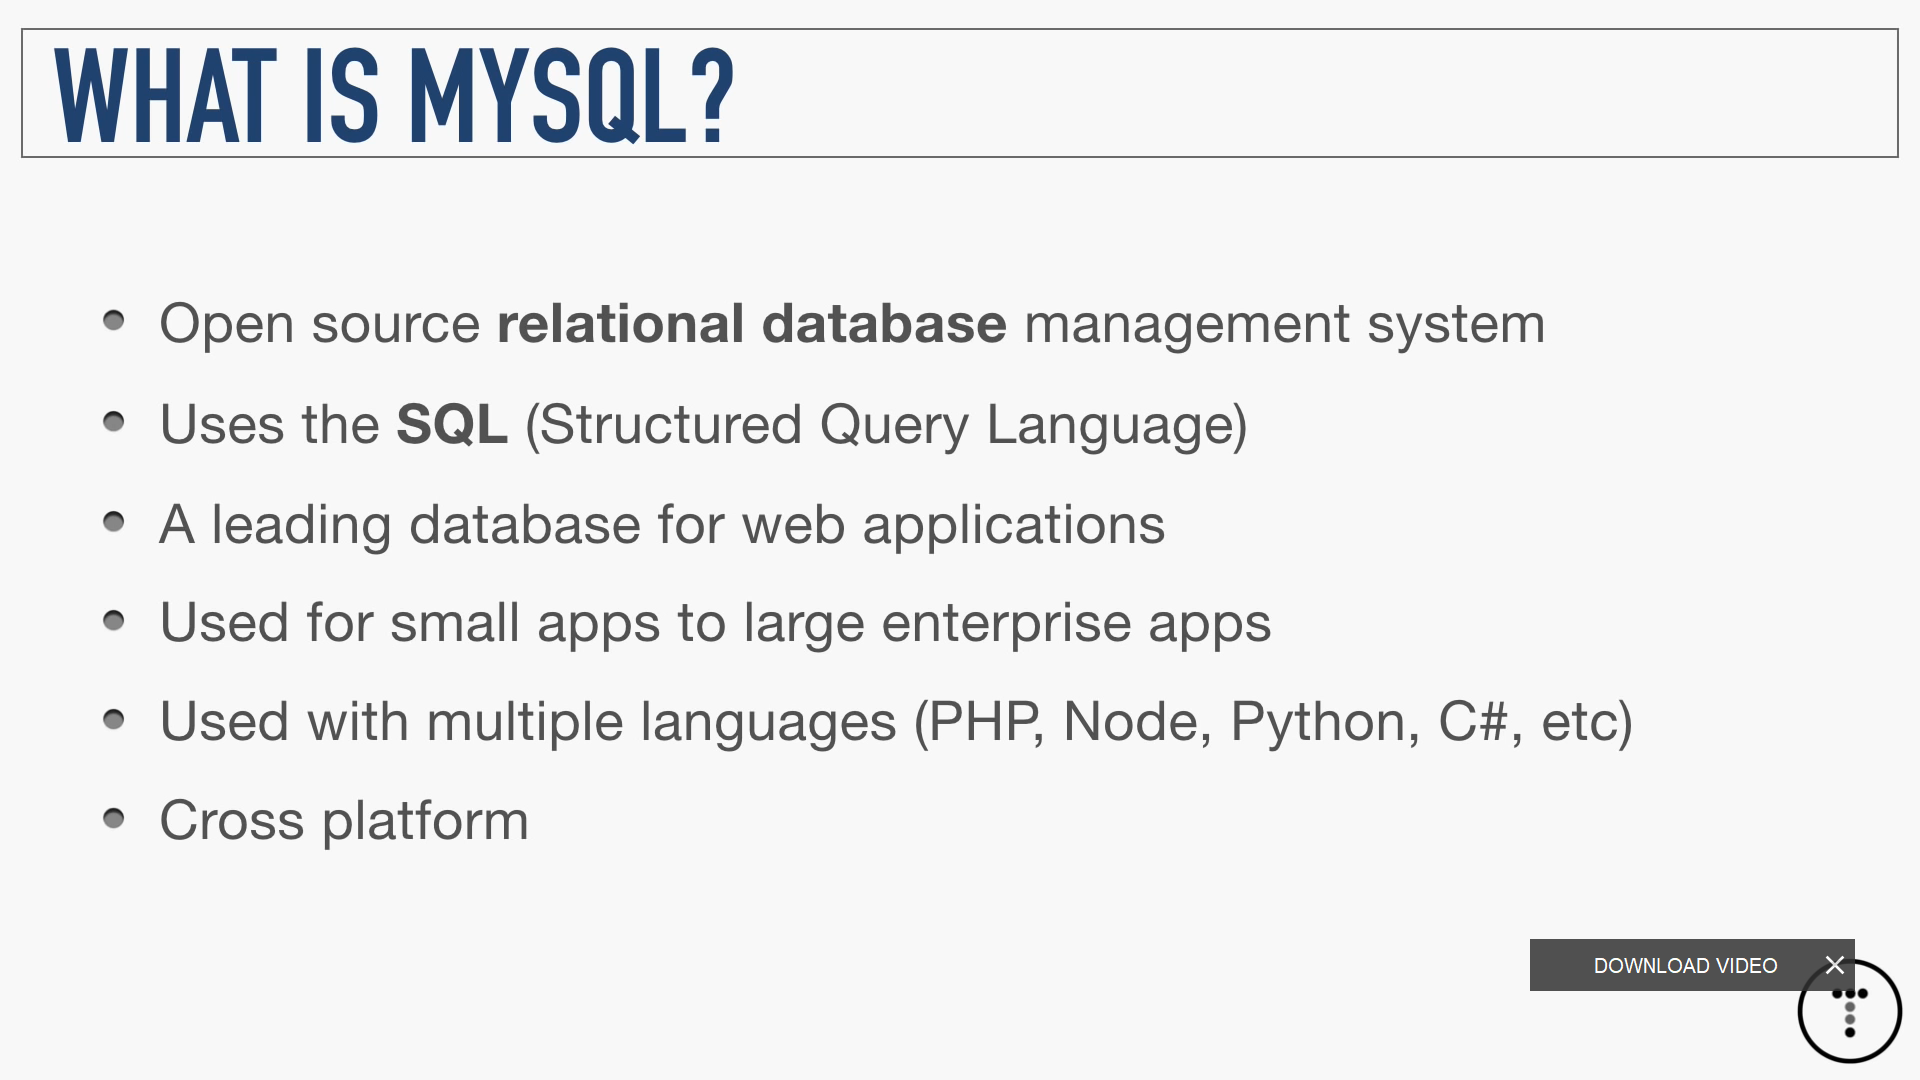 WHAT IS MYSQL?
Open source relational database management system
Uses the SQL (Structured Query Language)
A leading database for web applications
Used for small apps to large enterprise apps
Used with multiple languages (PHP, Node, Python, C#, etc)
Cross platform
DOWNLOAD VIDEO
T